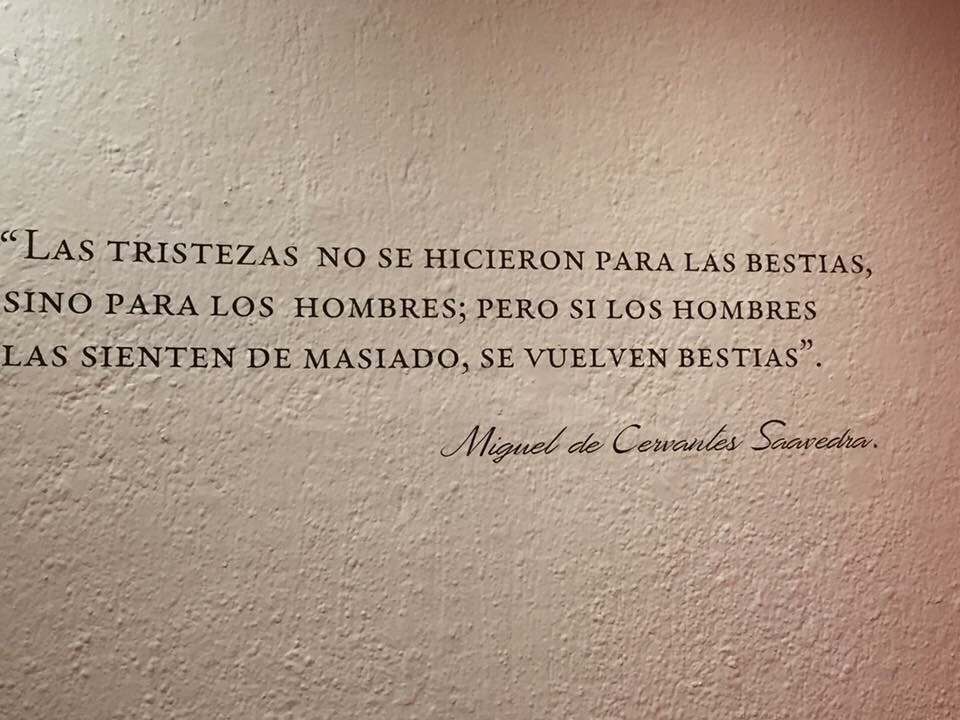 “Las tristezas no se hicieron para las bestias,
sino para los hombres; pero si los hombres
las sienten de masiado, se vuelven bestias”.
Miguel de Cervantes Saavedra.